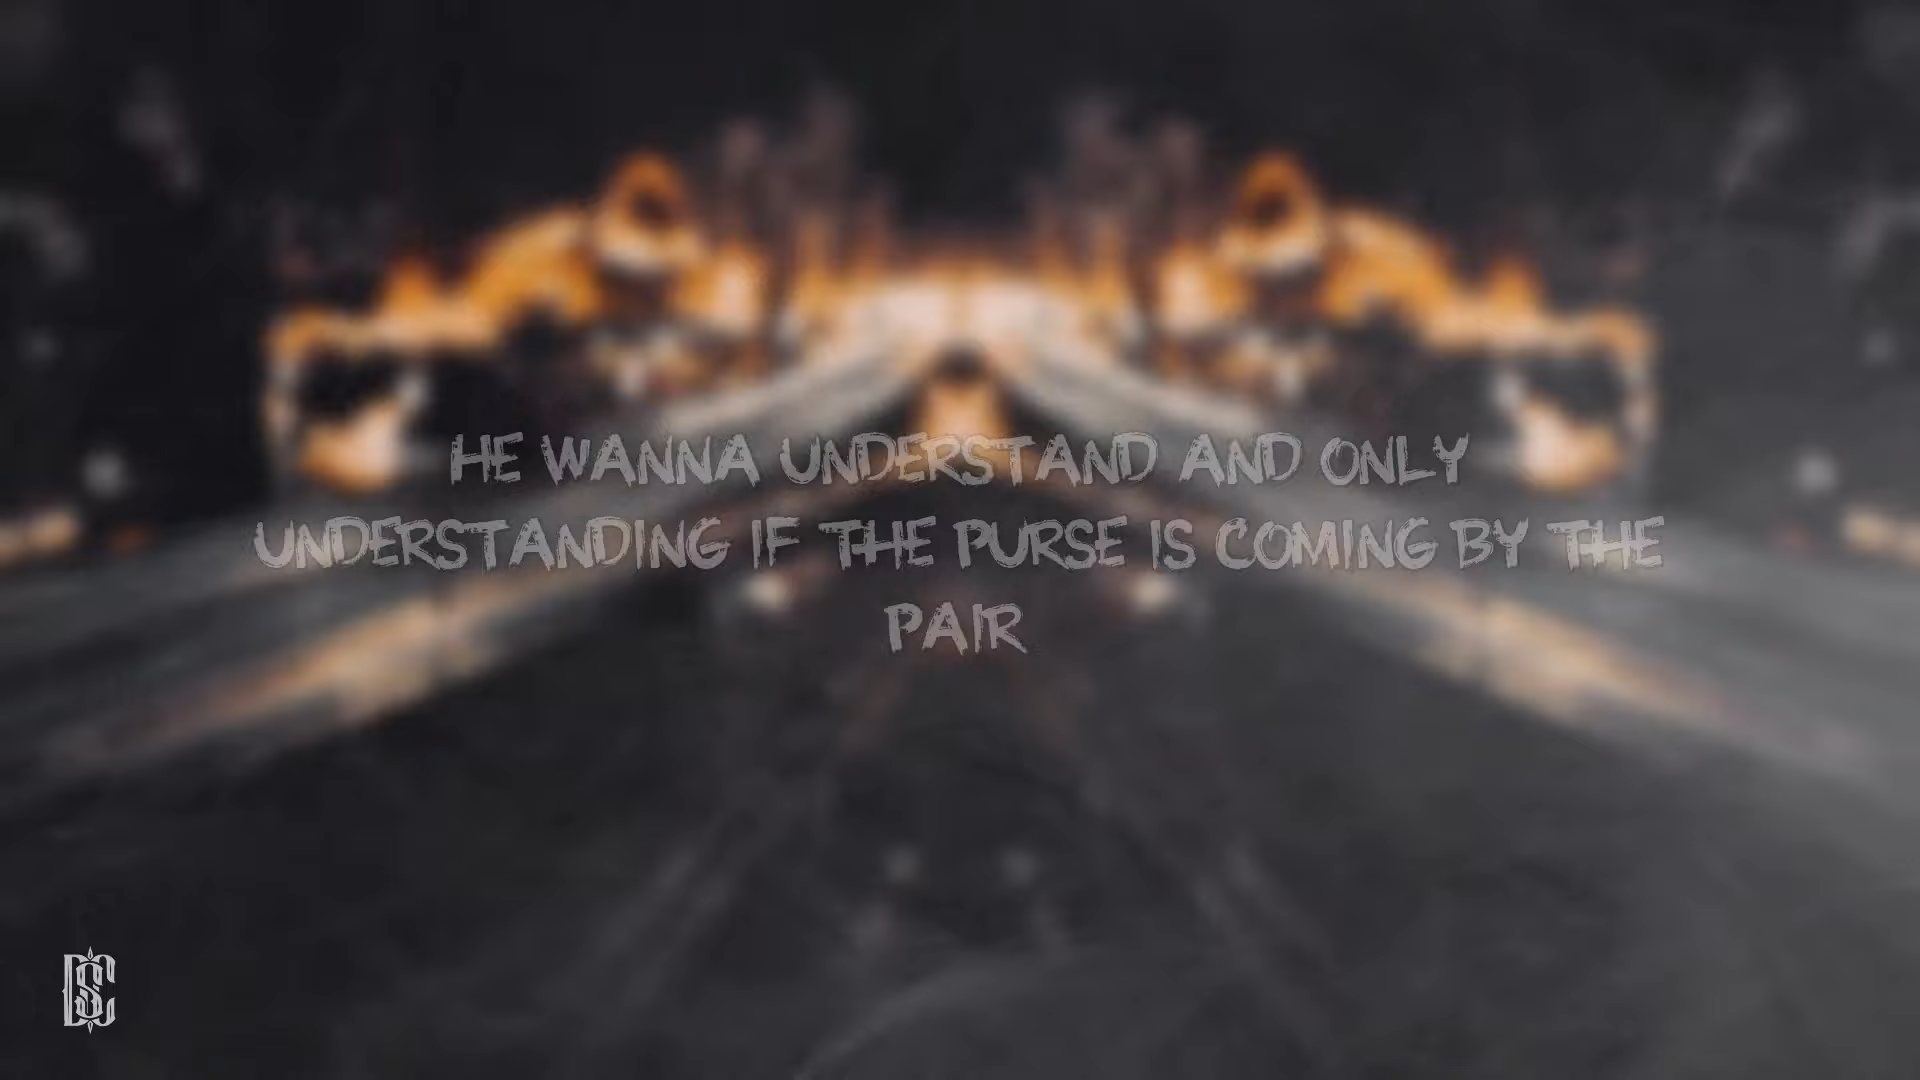 HE WANNA UNDERSTAND AND ONLY
UNDERSTANDING IF THE PURSE IS COMING BY THE
PAIR